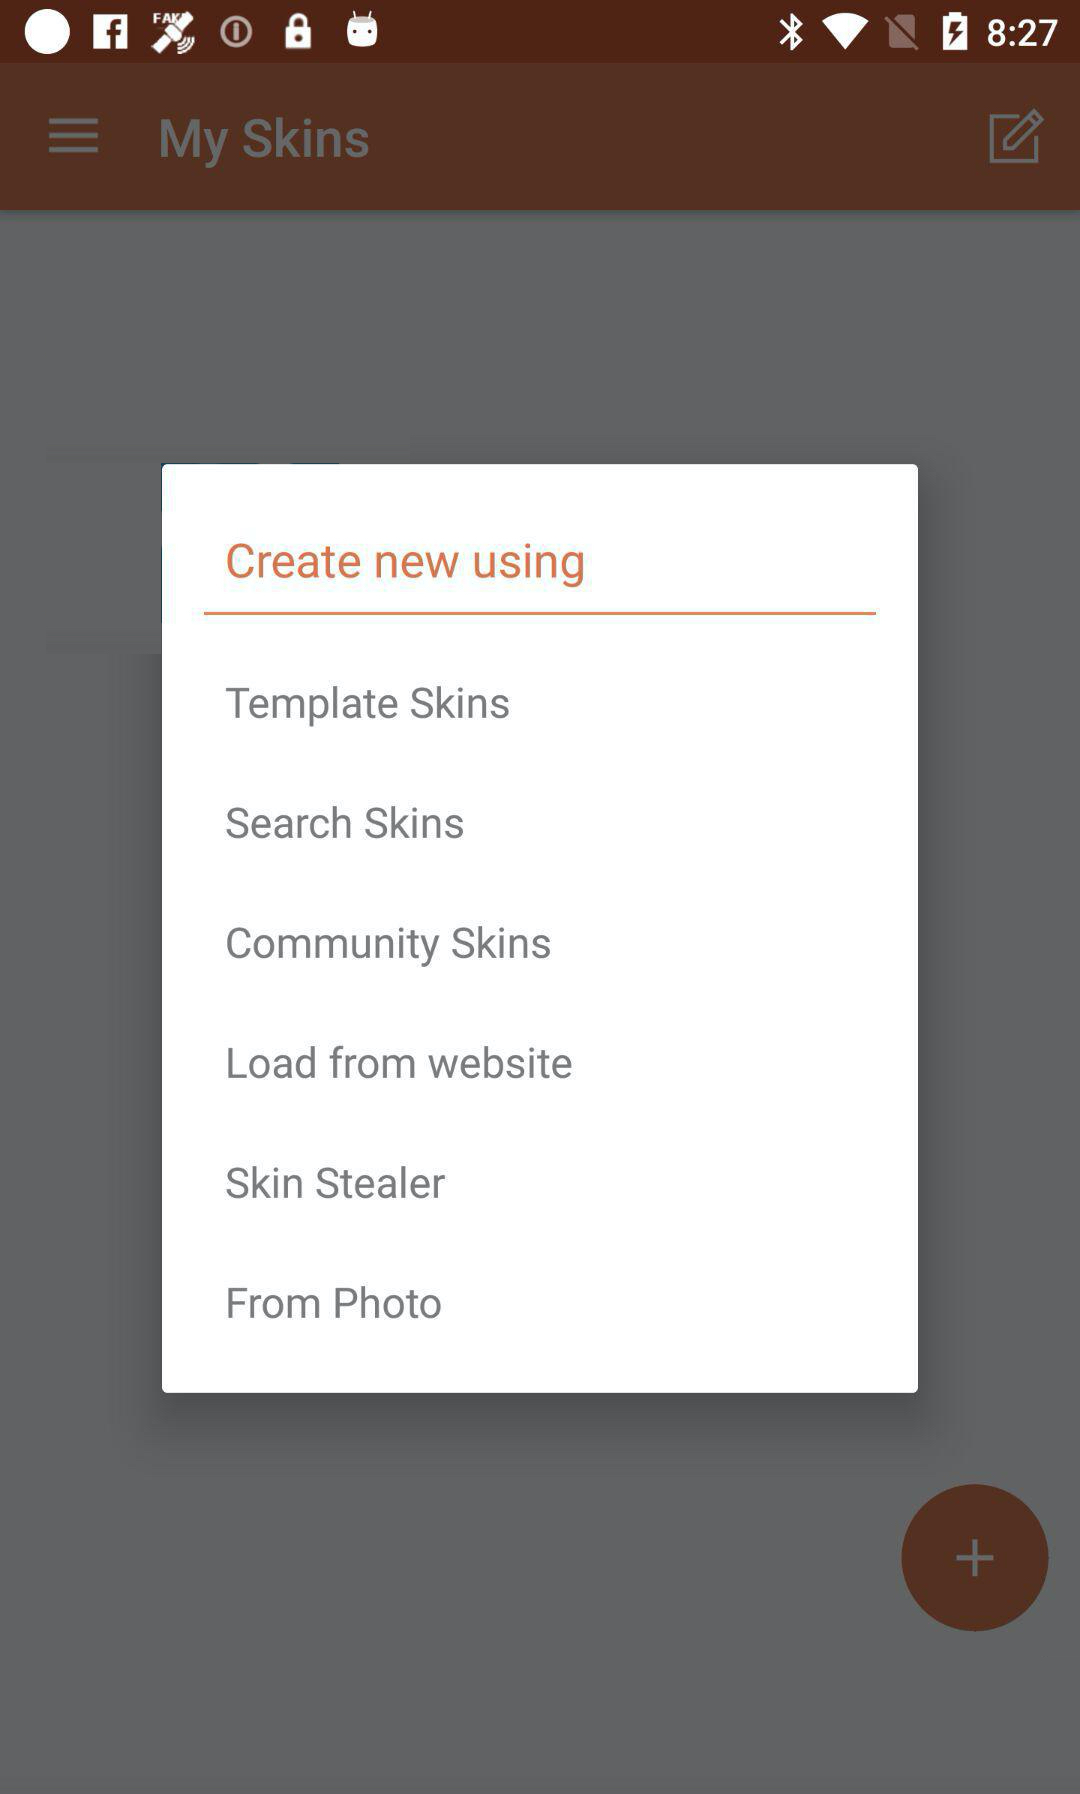 FAKE
8:27
My Skins
Create new using
Template Skins
Search Skins
Community Skins
Load from website
Skin Stealer
From Photo